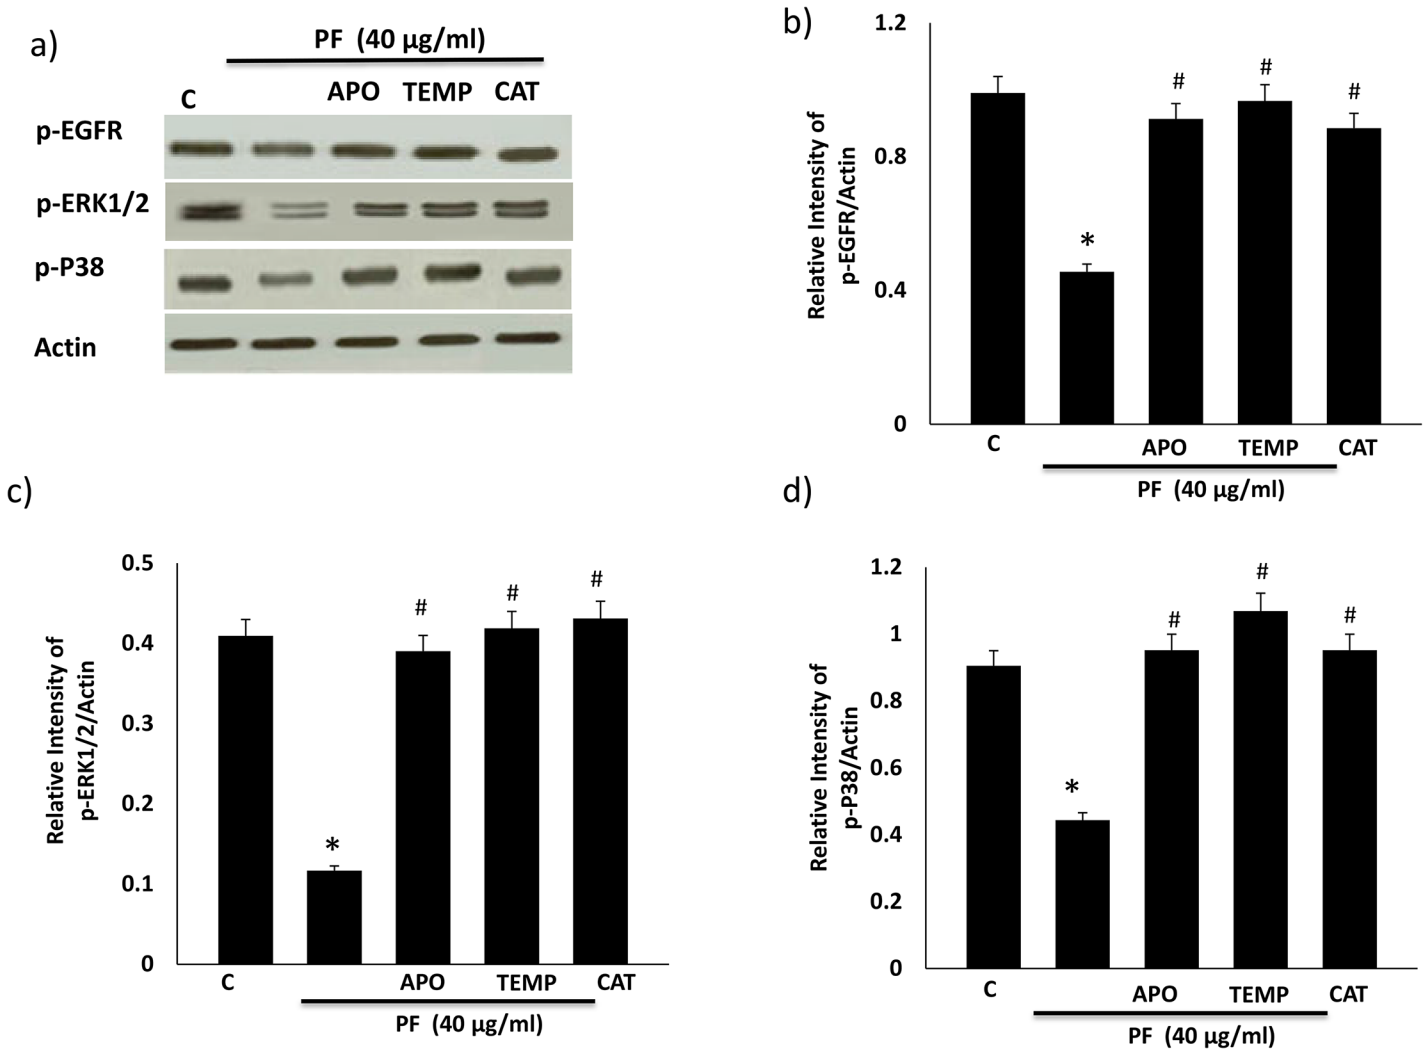 a)
PF (40 µg/ml)
C
APO TEMP CAT
p-EGFR
p-ERK1/2
p-P38
Actin
b)
Relative Intensity of
p-EGFR/Actin
1.2
0.8
0.4
0
*
#
#
#
C
APO TEMP CAT
PF (40 µg/ml)
c)
Relative Intensity of
p-ERK1/2/Actin
0.5
0.4
0.3
0.2
0.1
0
*
#
#
#
C
APO TEMP CAT
PF (40 µg/ml)
d)
Relative Intensity of
p-P38/Actin
1.2
1
0.8
0.6
0.4
0.2
0
*
#
#
#
C
APO TEMP CAT
PF (40 µg/ml)